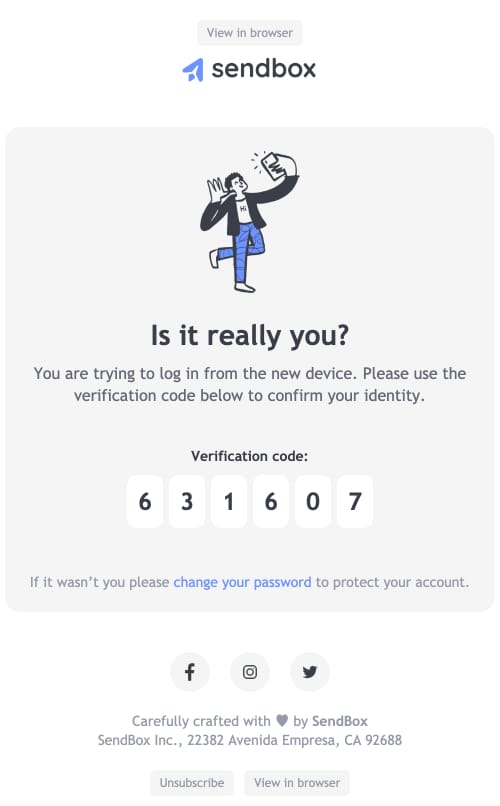 View in browser
sendbox
Hi
Is it really you?
You are trying to log in from the new device. Please use the
verification code below to confirm your identity.
Verification code:
6 3 1 6 0 7
If it wasn’t you please change your password to protect your account.
Carefully crafted with ♥ by SendBox
SendBox Inc., 22382 Avenida Empresa, CA 92688
Unsubscribe View in browser